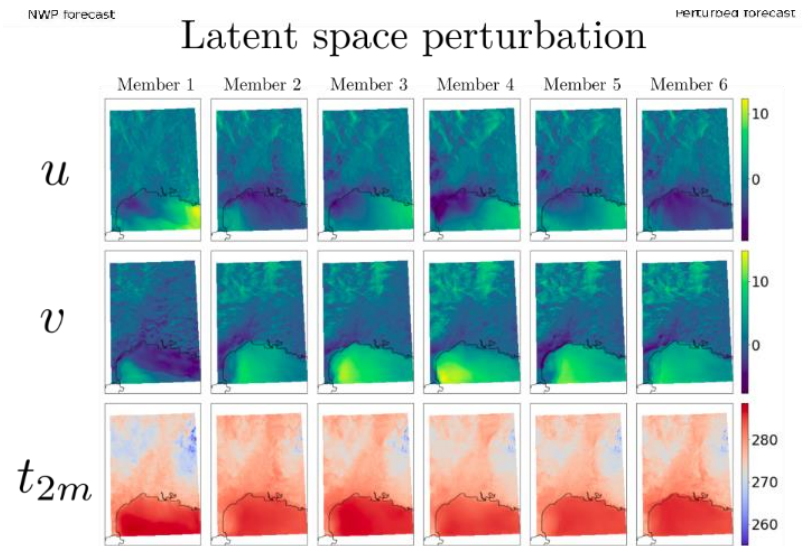 NWP forecast
Perturbed forecast
Latent space perturbation
Member 1 Member 2 Member 3 Member 4 Member 5 Member 6
u
10
0
v
10
0
t2m
280
270
260